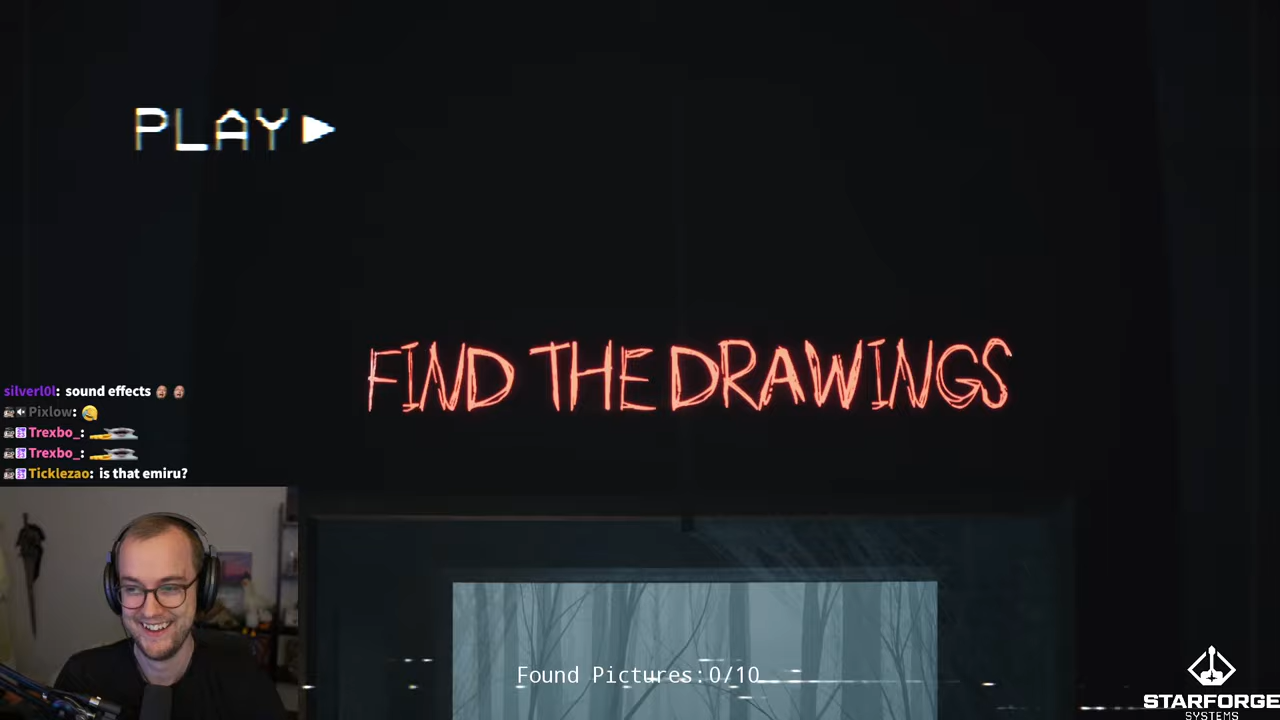 PLAY
FIND THE DRAWINGS
silverl0l: sound effects
Pixlow:
Trexbo_:
Trexbo_:
Ticklezao: is that emiru?
Found Pictures:0/10
STARFORGE
SYSTEMS